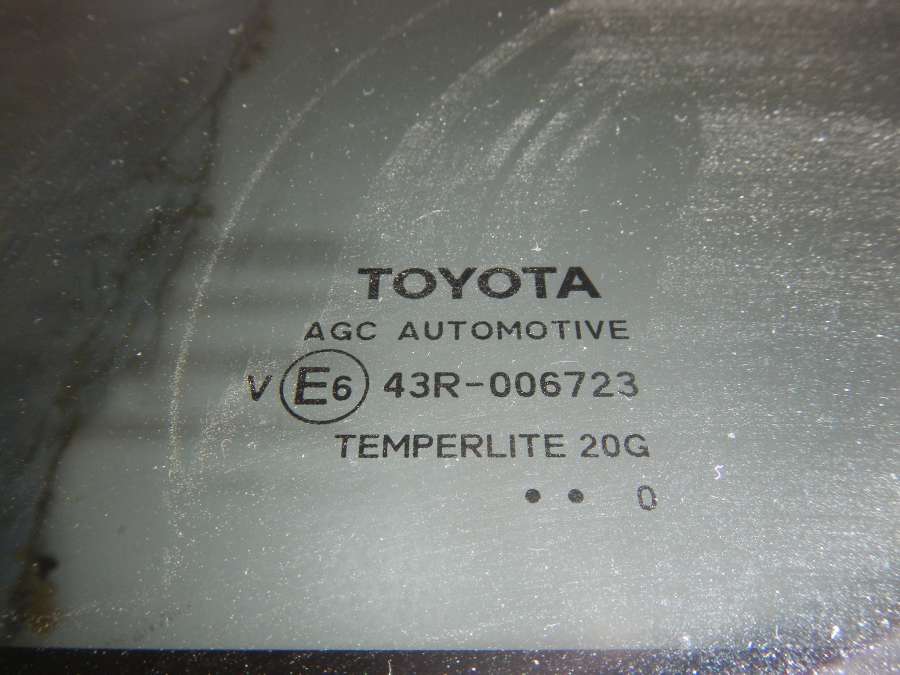 TOYOTA
AGC AUTOMOTIVE
V E6 43R-006723
TEMPERLITE 20G
•• 0